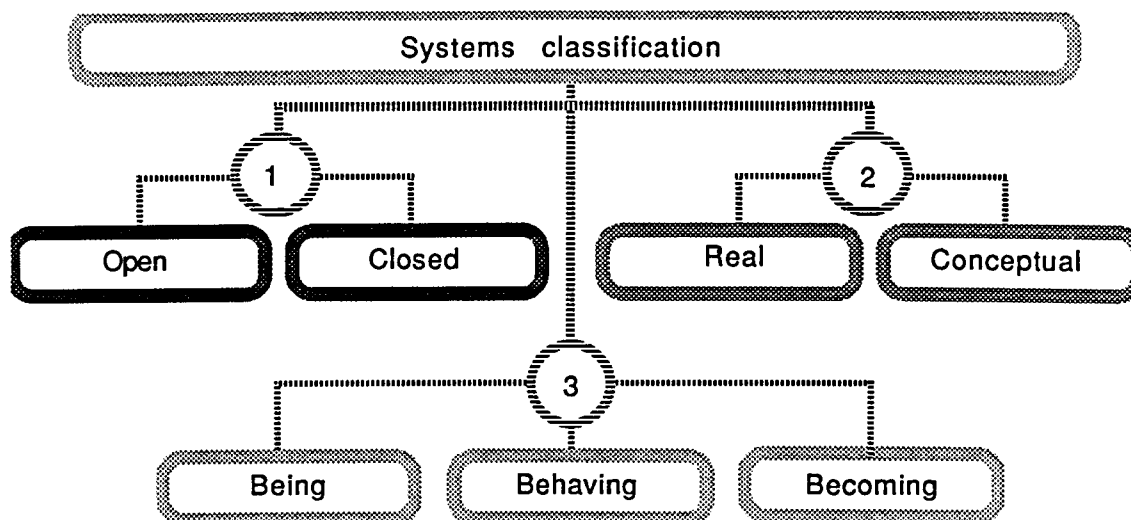 Systems classification
1
2
Open
Closed
Real
Conceptual
3
Being
Behaving
Becoming